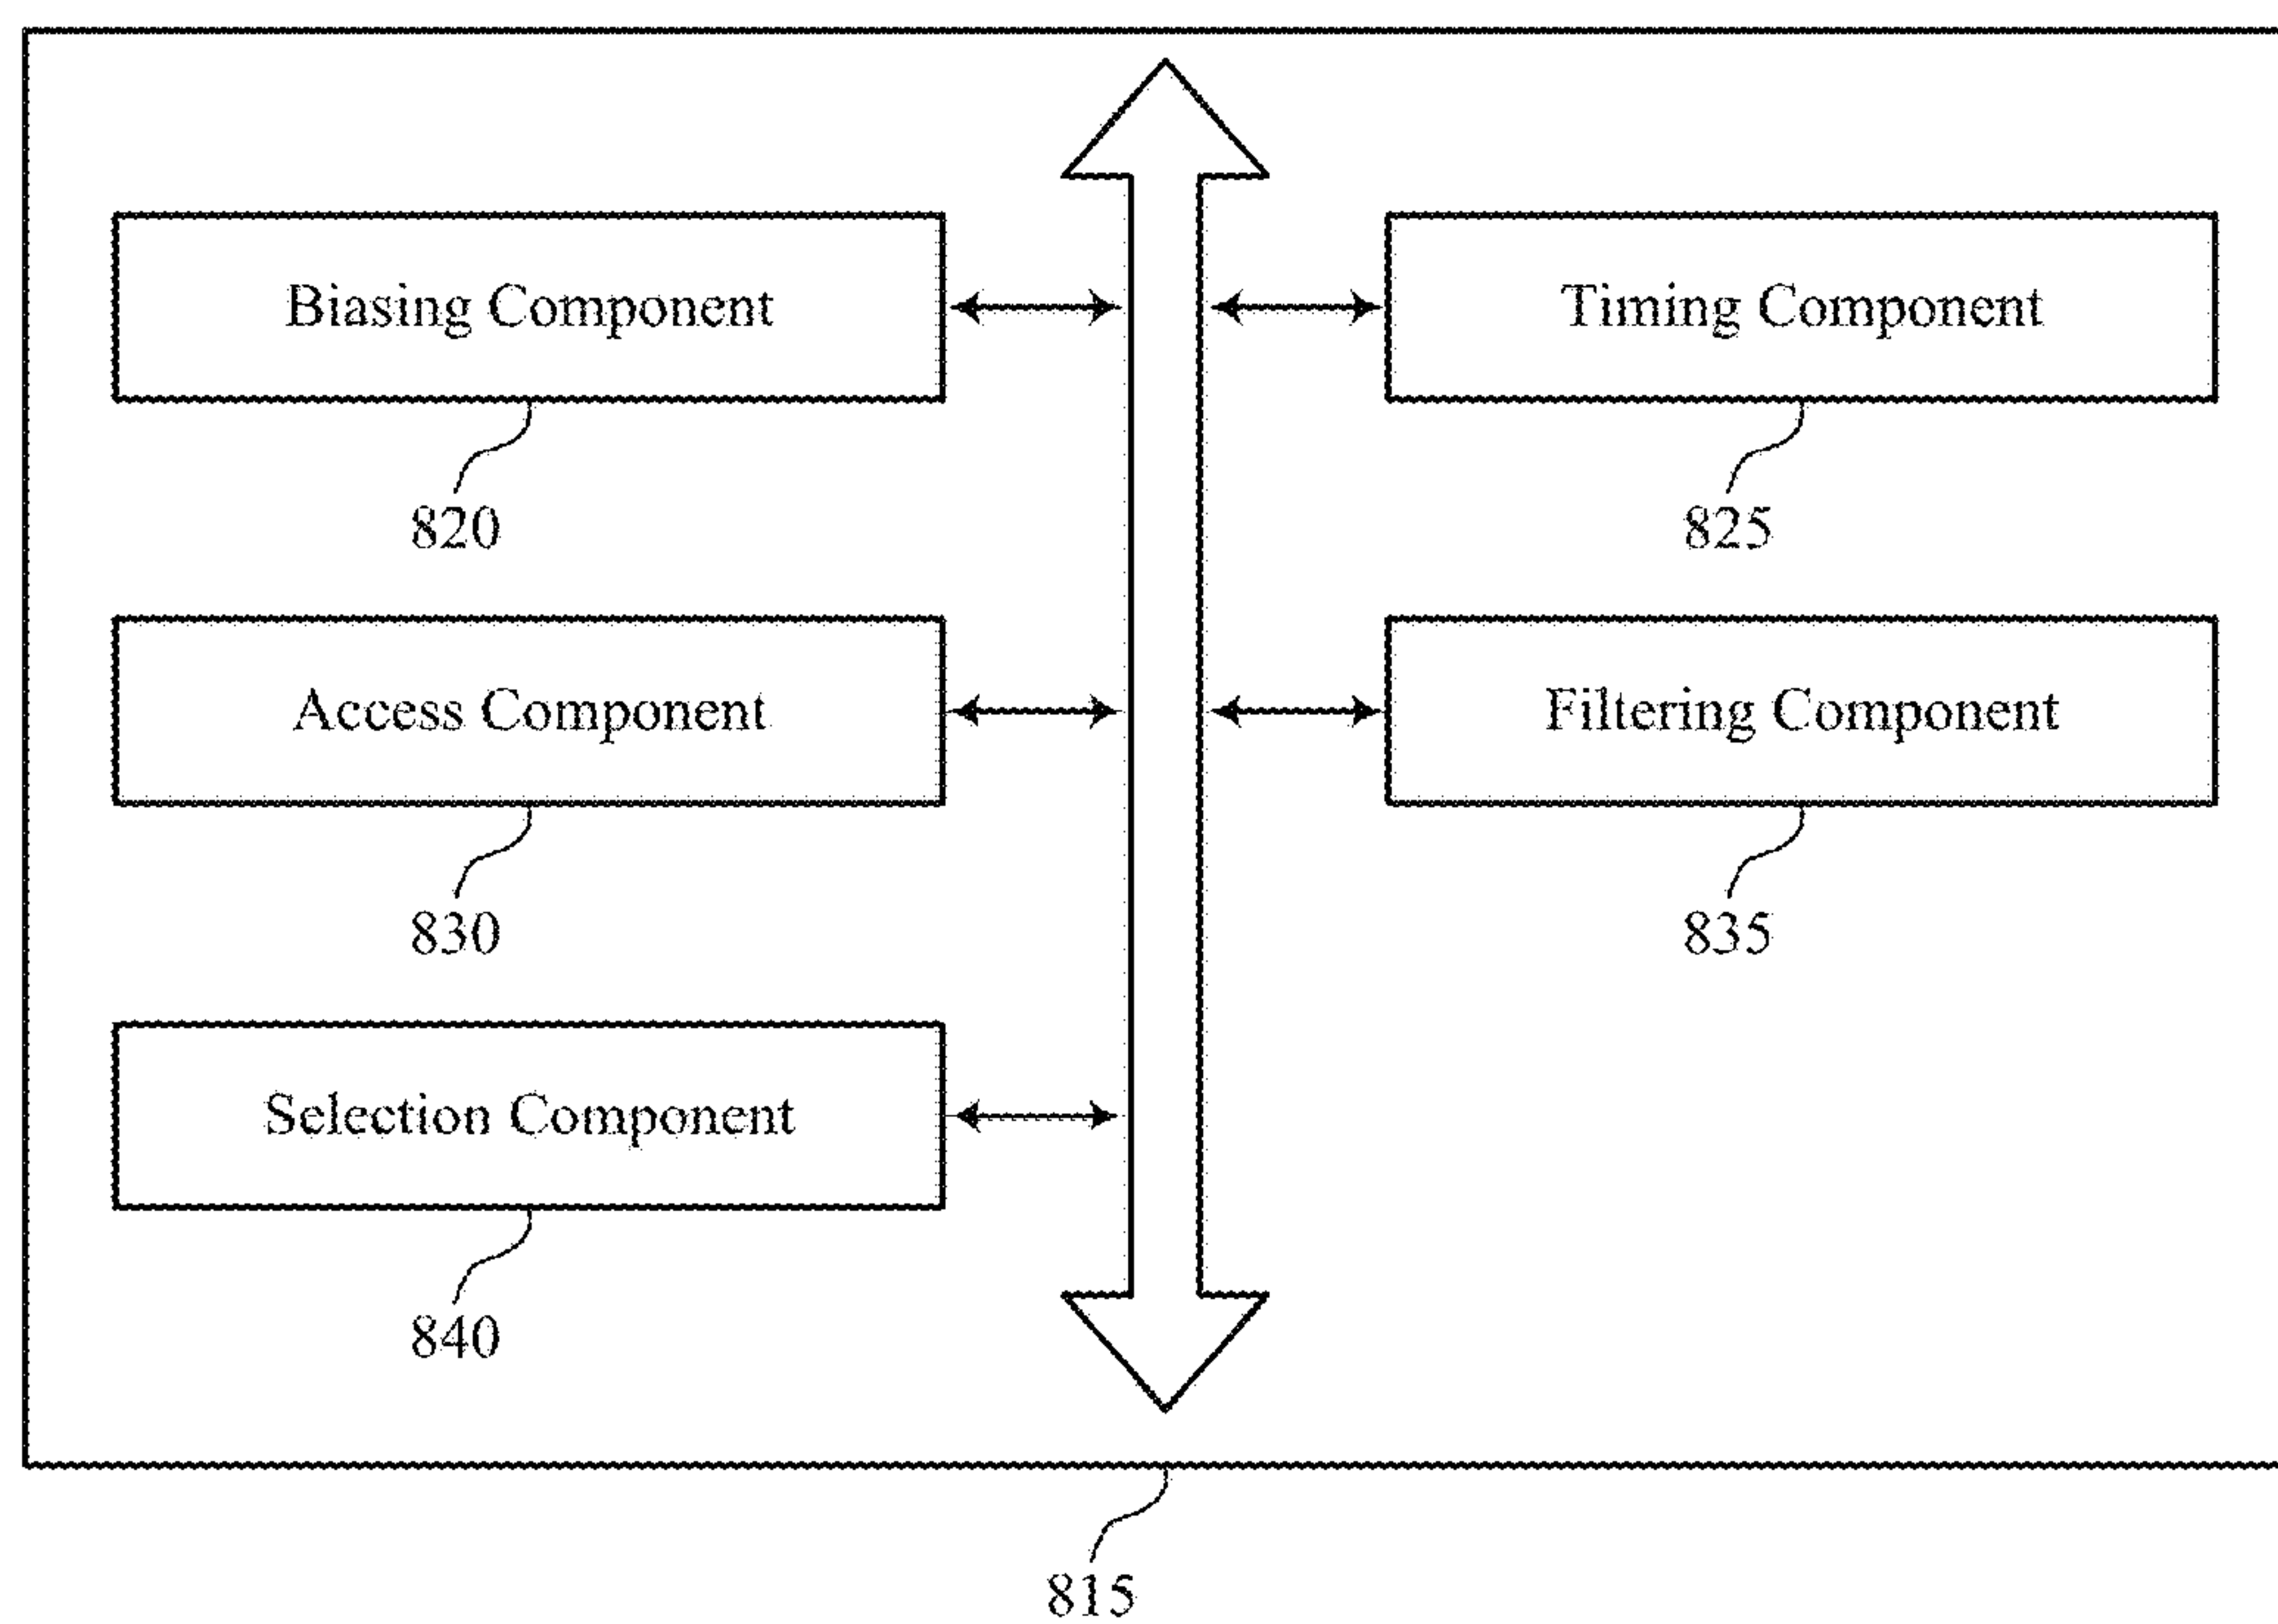 Biasing Component
Timing Component
820
825
Access Component
Filtering Component
830
835
Selection Component
840
815